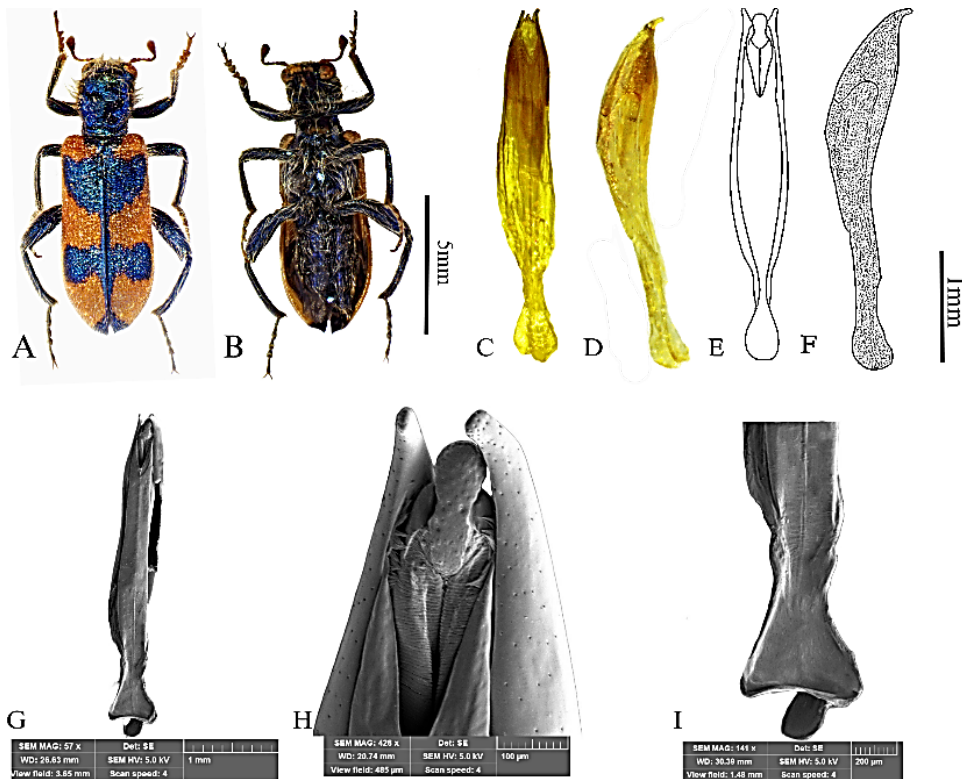 A
B
5mm
C
D
E
F
1mm
G
SEM MAG: 57 x Det: SE
WD: 26.63 mm SEM HV: 5.0 kV 1 mm
View field: 3.65 mm Scan speed: 4
H
SEM MAG: 428 x Det: SE
WD: 20.74 mm SEM HV: 5.0 kV 100 µm
View field: 485 µm Scan speed: 4
I
SEM MAG: 141 x Det: SE
WD: 30.39 mm SEM HV: 5.0 kV
View field: 1.48 mm Scan speed: 4 200 µm